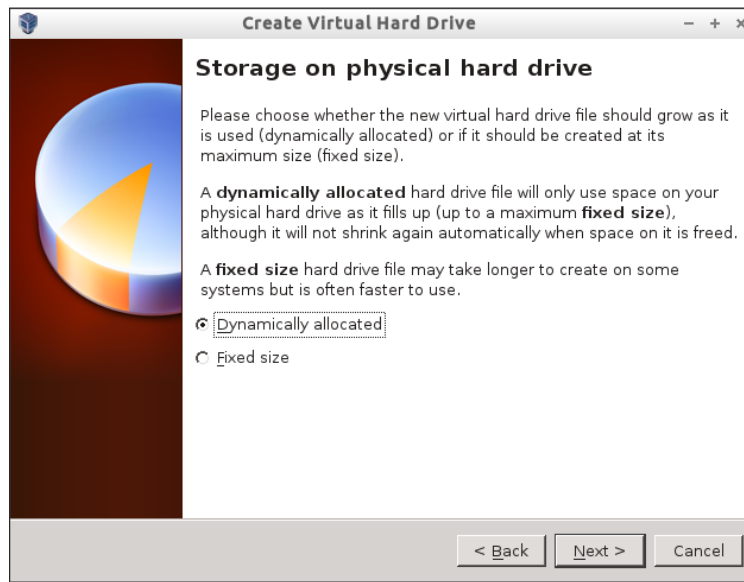 Create Virtual Hard Drive
Storage on physical hard drive
Please choose whether the new virtual hard drive file should grow as it
is used (dynamically allocated) or if it should be created at its
maximum size (fixed size).
A dynamically allocated hard drive file will only use space on your
physical hard drive as it fills up (up to a maximum fixed size),
although it will not shrink again automatically when space on it is freed.
A fixed size hard drive file may take longer to create on some
systems but is often faster to use.
Dynamically allocated
Fixed size
< Back Next > Cancel